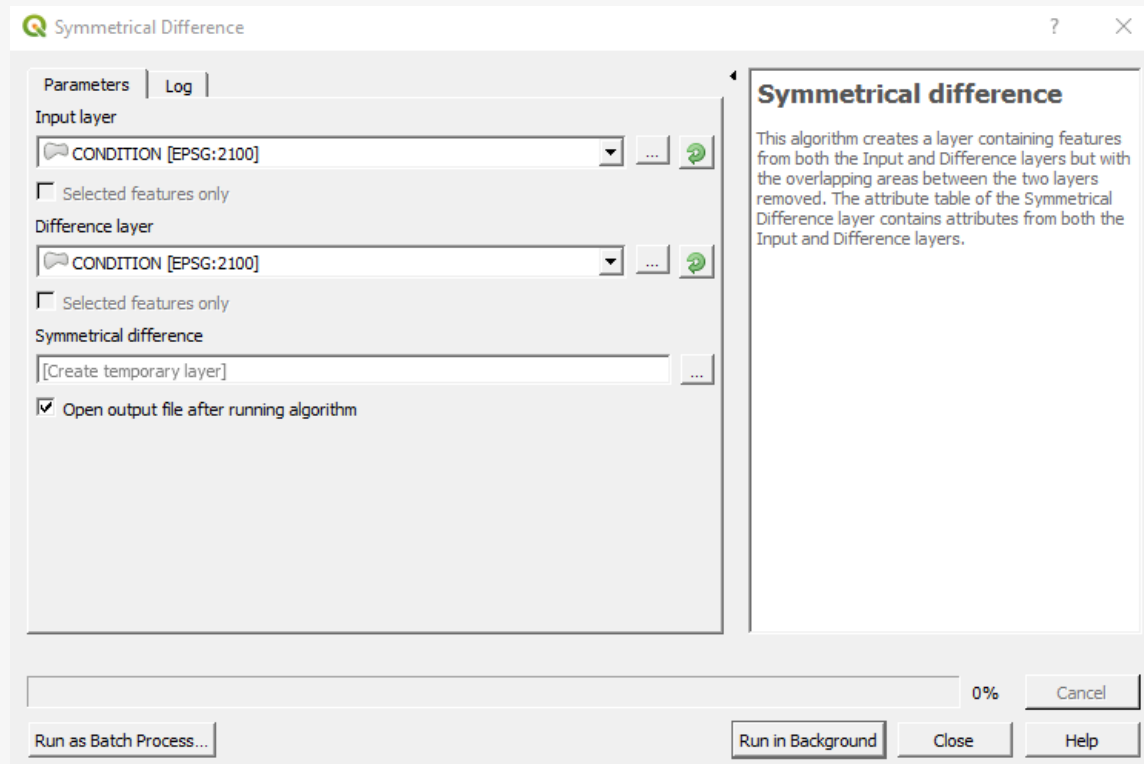 Symmetrical Difference
?
Parameters
Log
Input layer
CONDITION [EPSG:2100]
...
Selected features only
Difference layer
CONDITION [EPSG:2100]
...
Selected features only
Symmetrical difference
[Create temporary layer]
...
Open output file after running algorithm
Symmetrical difference
This algorithm creates a layer containing features
from both the Input and Difference layers but with
the overlapping areas between the two layers
removed. The attribute table of the Symmetrical
Difference layer contains attributes from both the
Input and Difference layers.
0%
Cancel
Run as Batch Process...
Run in Background
Close
Help